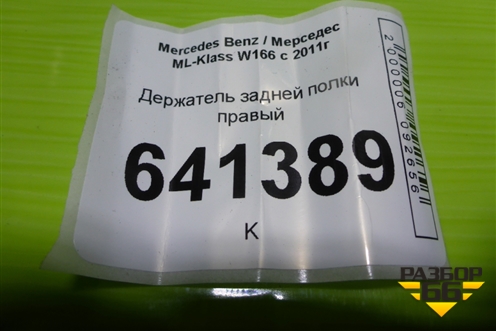 Mercedes Benz / Мерседес
ML-Klass W166 с 2011г
Держатель задней полки
правый
641389
К
2000006092656
РАЗБОР
66